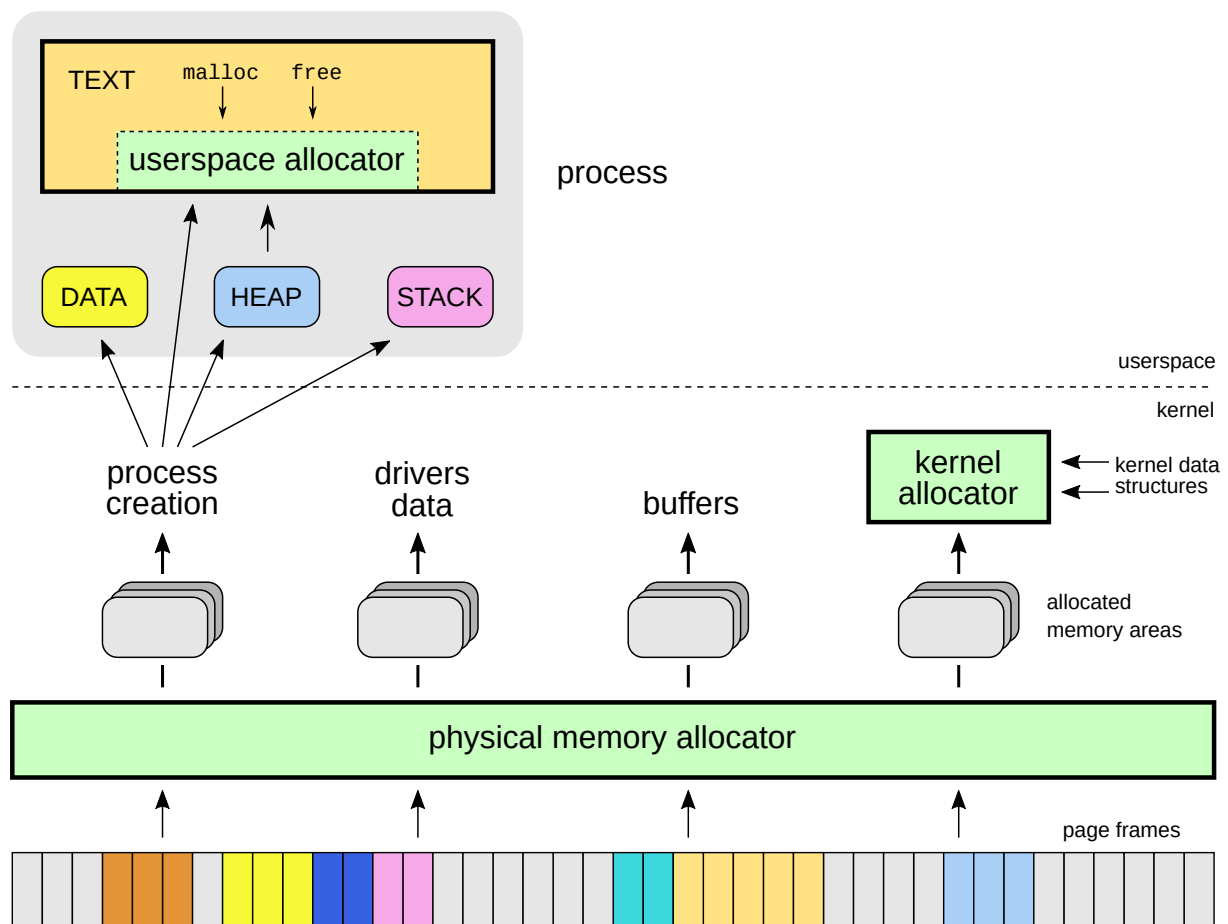 TEXT
malloc
free
userspace allocator
process
DATA
HEAP
STACK
userspace
kernel
process
creation
drivers
data
buffers
kernel
allocator
kernel data
structures
allocated
memory areas
physical memory allocator
page frames